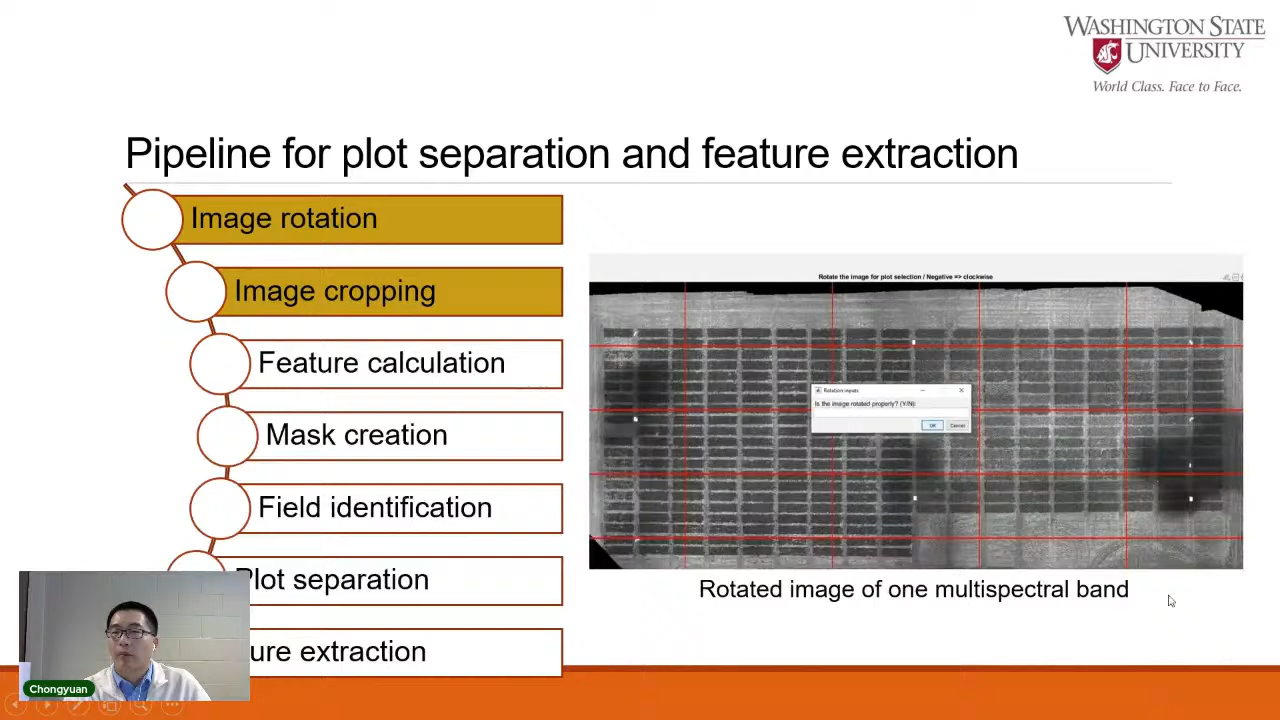 WASHINGTON STATE
UNIVERSITY
World Class. Face to Face.
Pipeline for plot separation and feature extraction
Image rotation
Image cropping
Feature calculation
Mask creation
Field identification
Plot separation
ure extraction
Rotate the image for plot selection / Negative => clockwise
Rotation inputs
Is the image rotated properly? (Y/N):
OK
Cancel
Rotated image of one multispectral band
Chongyuan